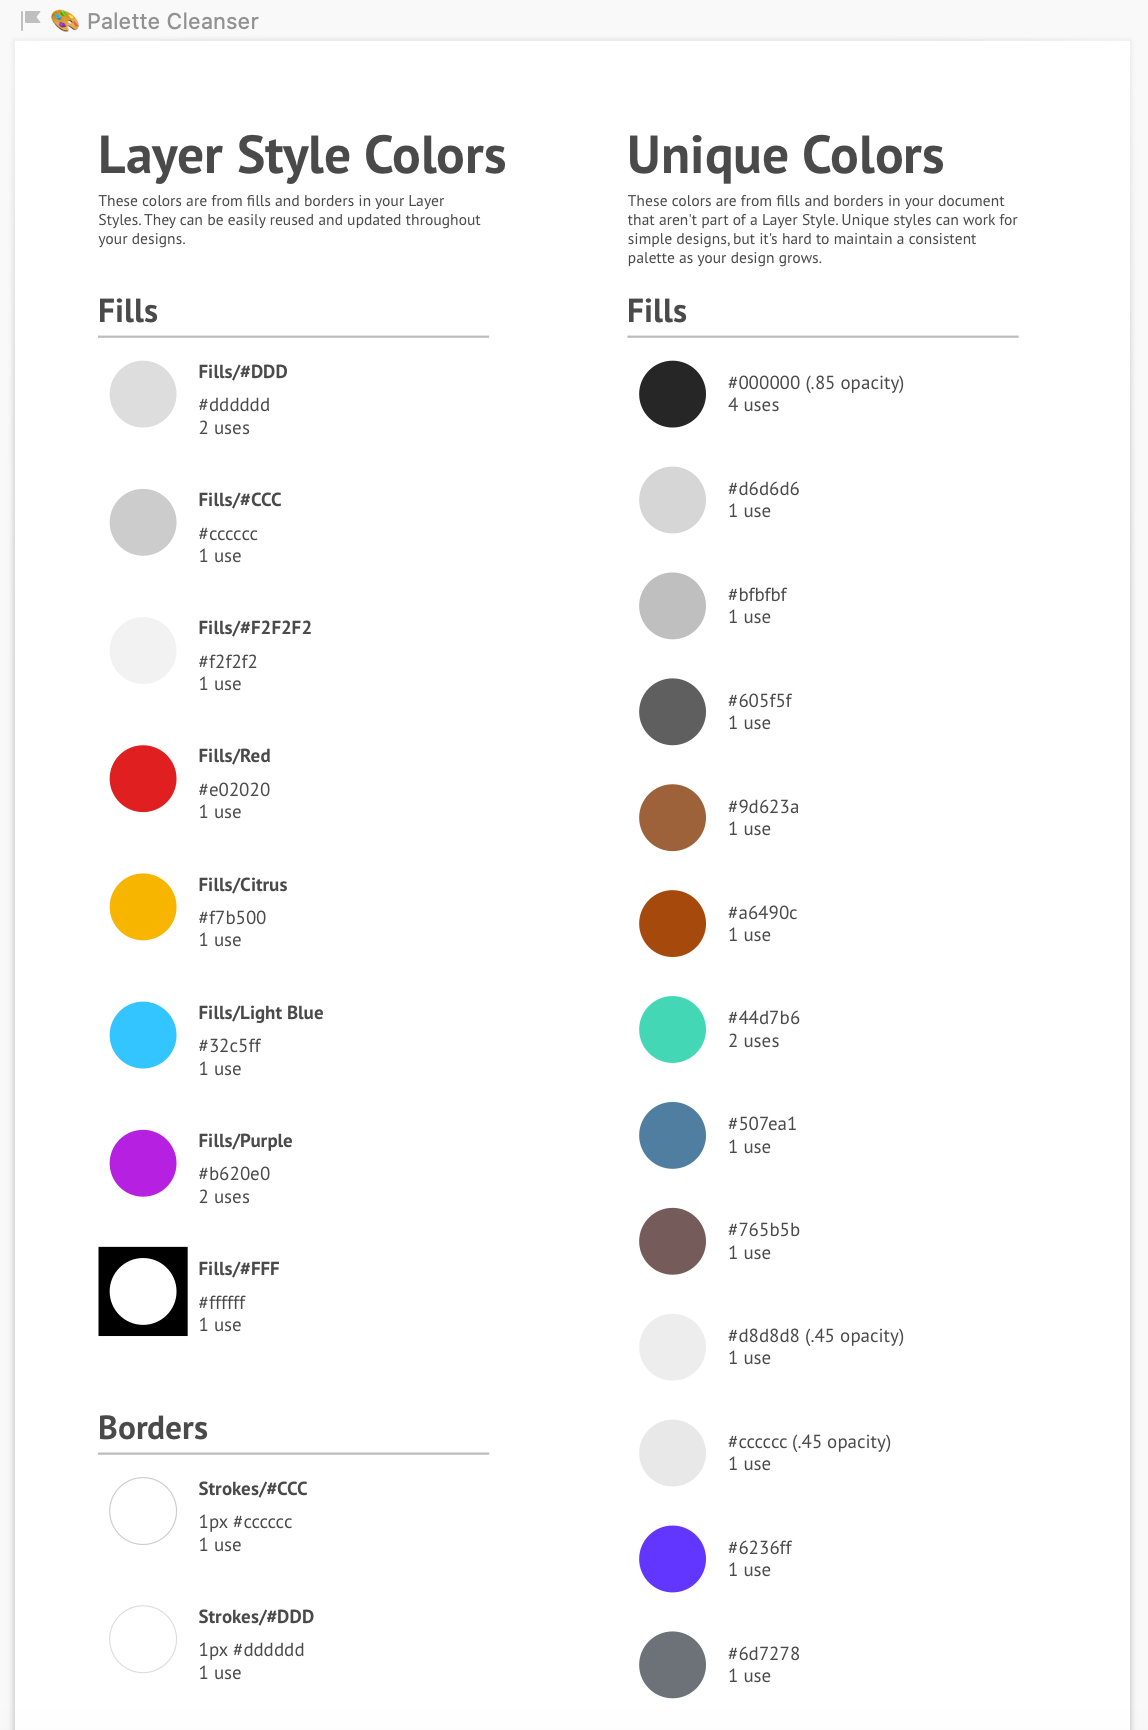 Palette Cleanser
Layer Style Colors
These colors are from fills and borders in your Layer
Styles. They can be easily reused and updated throughout
your designs.
Fills
Fills/#DDD
#dddddd
2 uses
Fills/#CCC
#cccccc
1 use
Fills/#F2F2F2
#f2f2f2
1 use
Fills/Red
#e02020
1 use
Fills/Citrus
#f7b500
1 use
Fills/Light Blue
#32c5ff
1 use
Fills/Purple
#b620e0
2 uses
Fills/#FFF
#ffffff
1 use
Borders
Strokes/#CCC
1px #cccccc
1 use
Strokes/#DDD
1px #dddddd
1 use
Unique Colors
These colors are from fills and borders in your document
that aren't part of a Layer Style. Unique styles can work for
simple designs, but it's hard to maintain a consistent
palette as your design grows.
Fills
#000000 (.85 opacity)
4 uses
#d6d6d6
1 use
#bfbfbf
1 use
#605f5f
1 use
#9d623a
1 use
#a6490c
1 use
#44d7b6
2 uses
#507ea1
1 use
#765b5b
1 use
#d8d8d8 (.45 opacity)
1 use
#cccccc (.45 opacity)
1 use
#6236ff
1 use
#6d7278
1 use